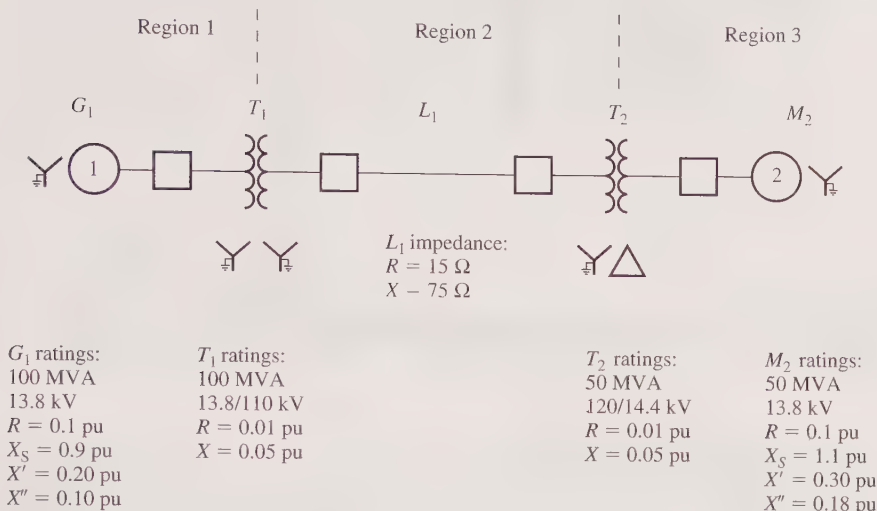 Region 1
Region 2
Region 3
G1
T1
L1
T2
M2
1
2
L1 impedance:
R = 15 Ω
X − 75 Ω
G1 ratings:
100 MVA
13.8 kV
R = 0.1 pu
XS = 0.9 pu
X' = 0.20 pu
X" = 0.10 pu
T1 ratings:
100 MVA
13.8/110 kV
R = 0.01 pu
X = 0.05 pu
T2 ratings:
50 MVA
120/14.4 kV
R = 0.01 pu
X = 0.05 pu
M2 ratings:
50 MVA
13.8 kV
R = 0.1 pu
XS = 1.1 pu
X' = 0.30 pu
X" = 0.18 pu